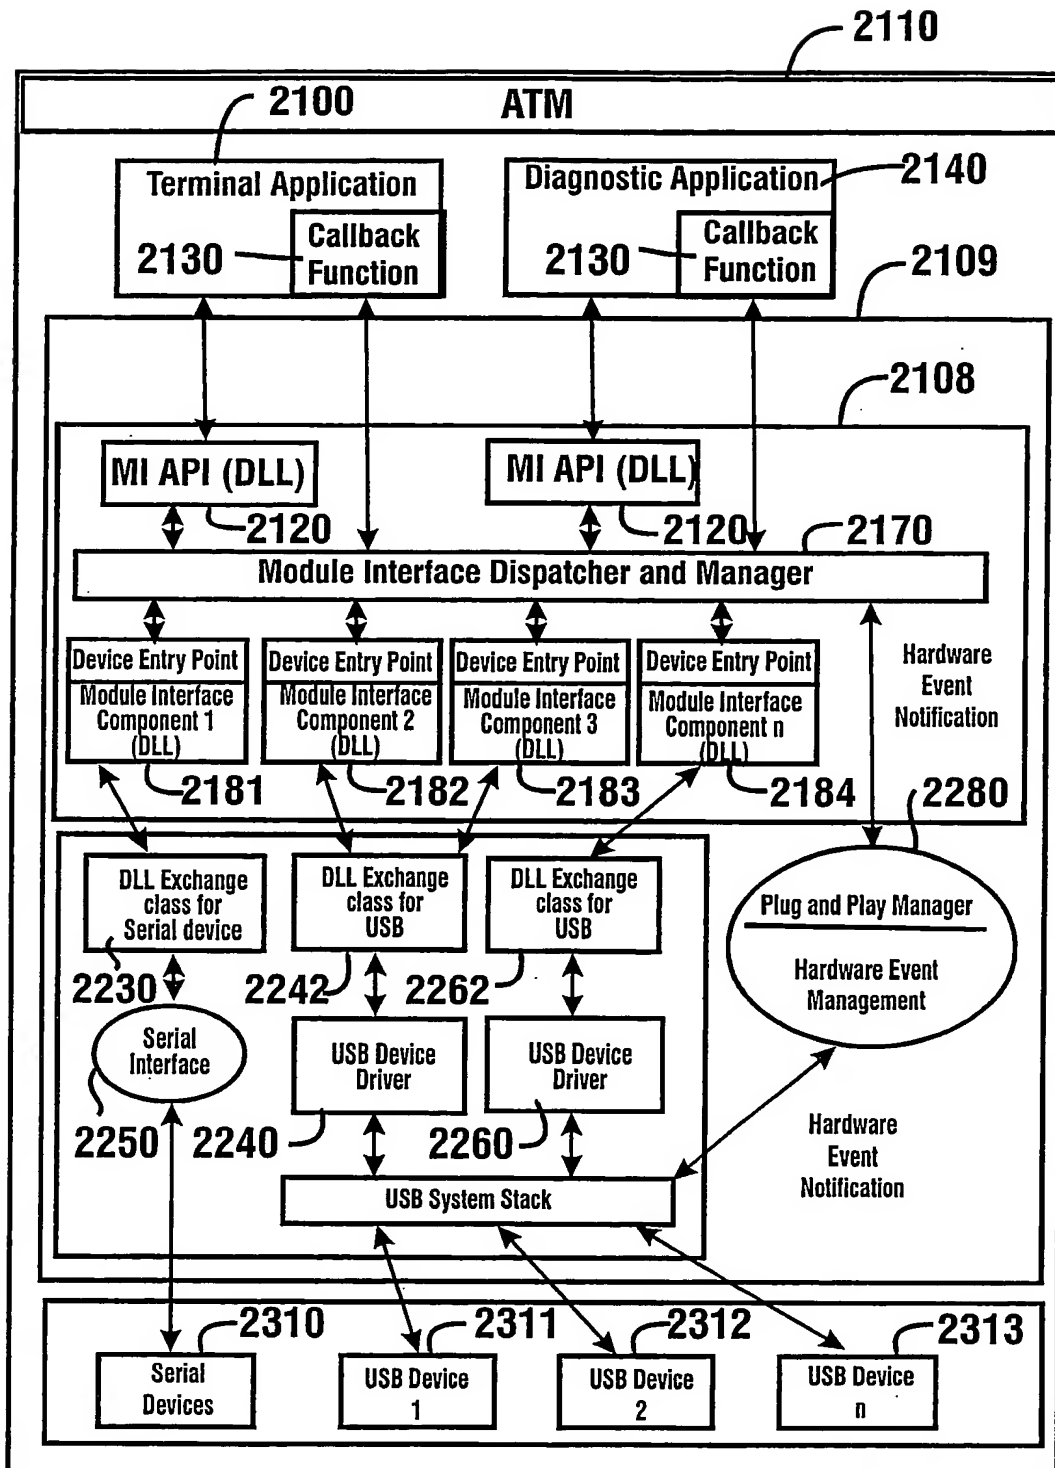 2110
ATM
2100
Terminal Application
Callback
Function
2130
Diagnostic Application
2140
Callback
Function
2130
2109
2108
MI API (DLL)
2120
MI API (DLL)
2120
2170
Module Interface Dispatcher and Manager
Device Entry Point
Module Interface
Component 1
(DLL)
2181
Device Entry Point
Module Interface
Component 2
(DLL)
2182
Device Entry Point
Module Interface
Component 3
(DLL)
2183
Device Entry Point
Module Interface
Component n
(DLL)
2184
Hardware
Event
Notification
2280
DLL Exchange
class for
Serial device
2230
DLL Exchange
class for
USB
2242
DLL Exchange
class for
USB
2262
Plug and Play Manager
Hardware Event
Management
Serial
Interface
2250
USB Device
Driver
2240
USB Device
Driver
2260
Hardware
Event
Notification
USB System Stack
2310
Serial
Devices
2311
USB Device
1
2312
USB Device
2
2313
USB Device
n